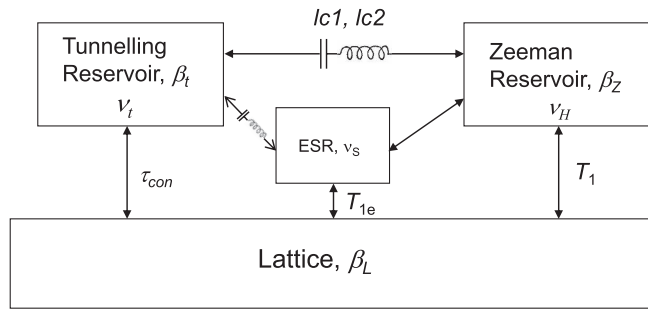 lc1, lc2
Tunnelling
Reservoir, βt
νt
Zeeman
Reservoir, βZ
νH
ESR, νS
τcon
T1e
T1
Lattice, βL